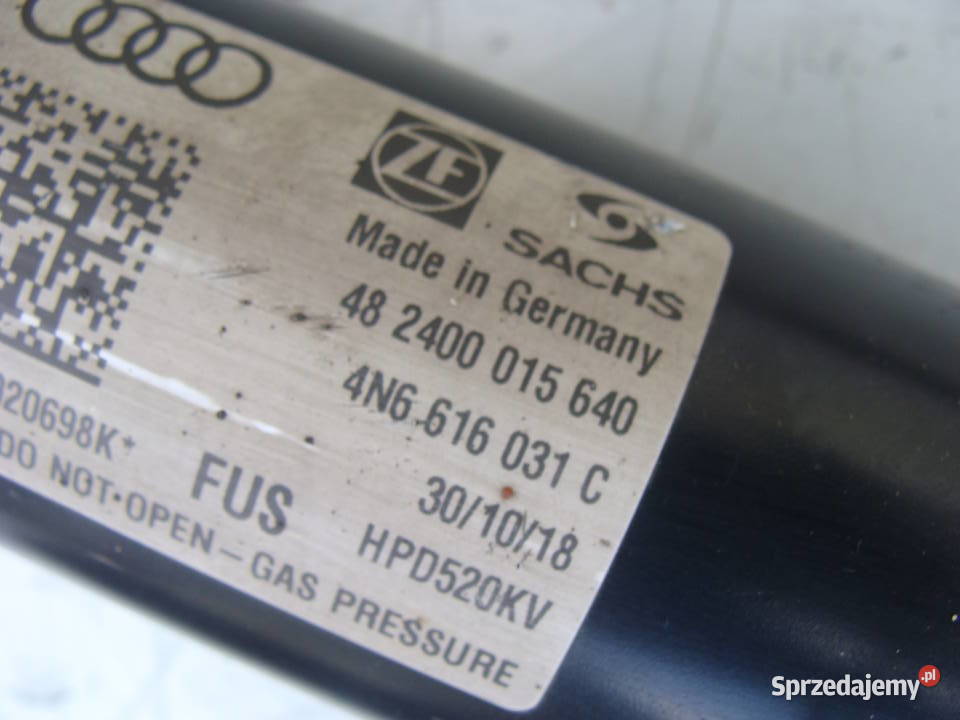 ZF
SACHS
Made in Germany
48 2400 015 640
4N6 616 031 C
30/10/18
HPD520KV
20698K*
FUS
DO NOT-OPEN-GAS PRESSURE
Sprzedajemy.pl